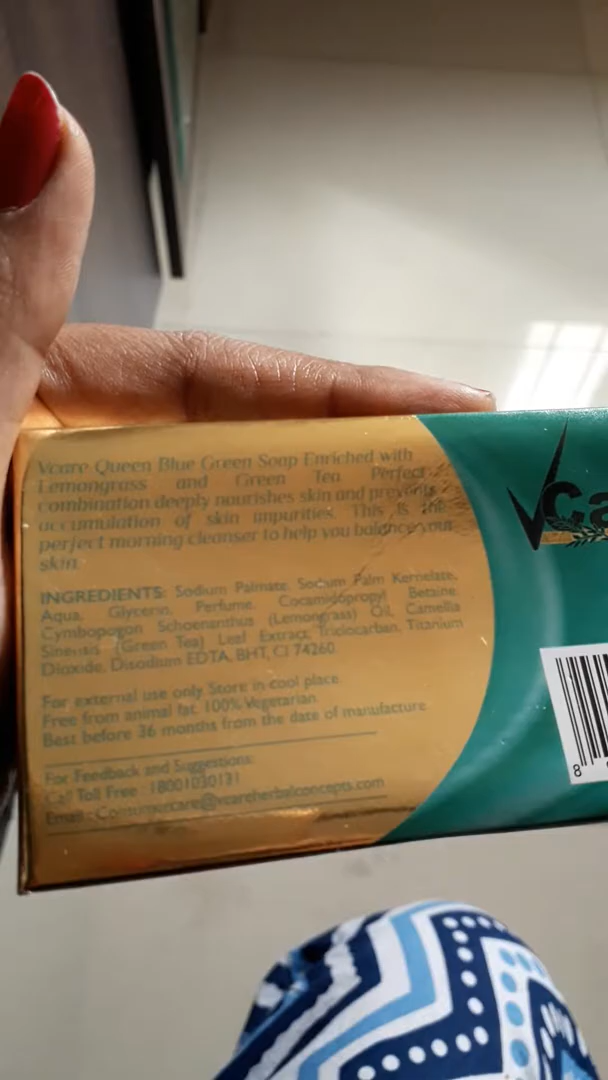 Vcare Queen Blue Green Soap Enriched with
Lemongrass and Green Tea Perfect
combination deeply nourishes skin and prevents
accumulation of skin impurities. This is the
perfect morning cleanser to help you balance your
skin.
INGREDIENTS: Sodium Palmate, Sodium Palm Kernelate,
Aqua, Glycerin, Perfume, Cocamidopropyl Betaine,
Cymbopogon Schoenanthus (Lemongrass) Oil, Camellia
Sinensis (Green Tea) Leaf Extract, Triclocarban, Titanium
Dioxide, Disodium EDTA, BHT, CI 74260.
For external use only. Store in cool place.
Free from animal fat. 100% Vegetarian.
Best before 36 months from the date of manufacture
For Feedback and Suggestions:
Call Toll Free : 18001030131
Email : Consumercare@vcareherbalconcepts.com
Vca
8